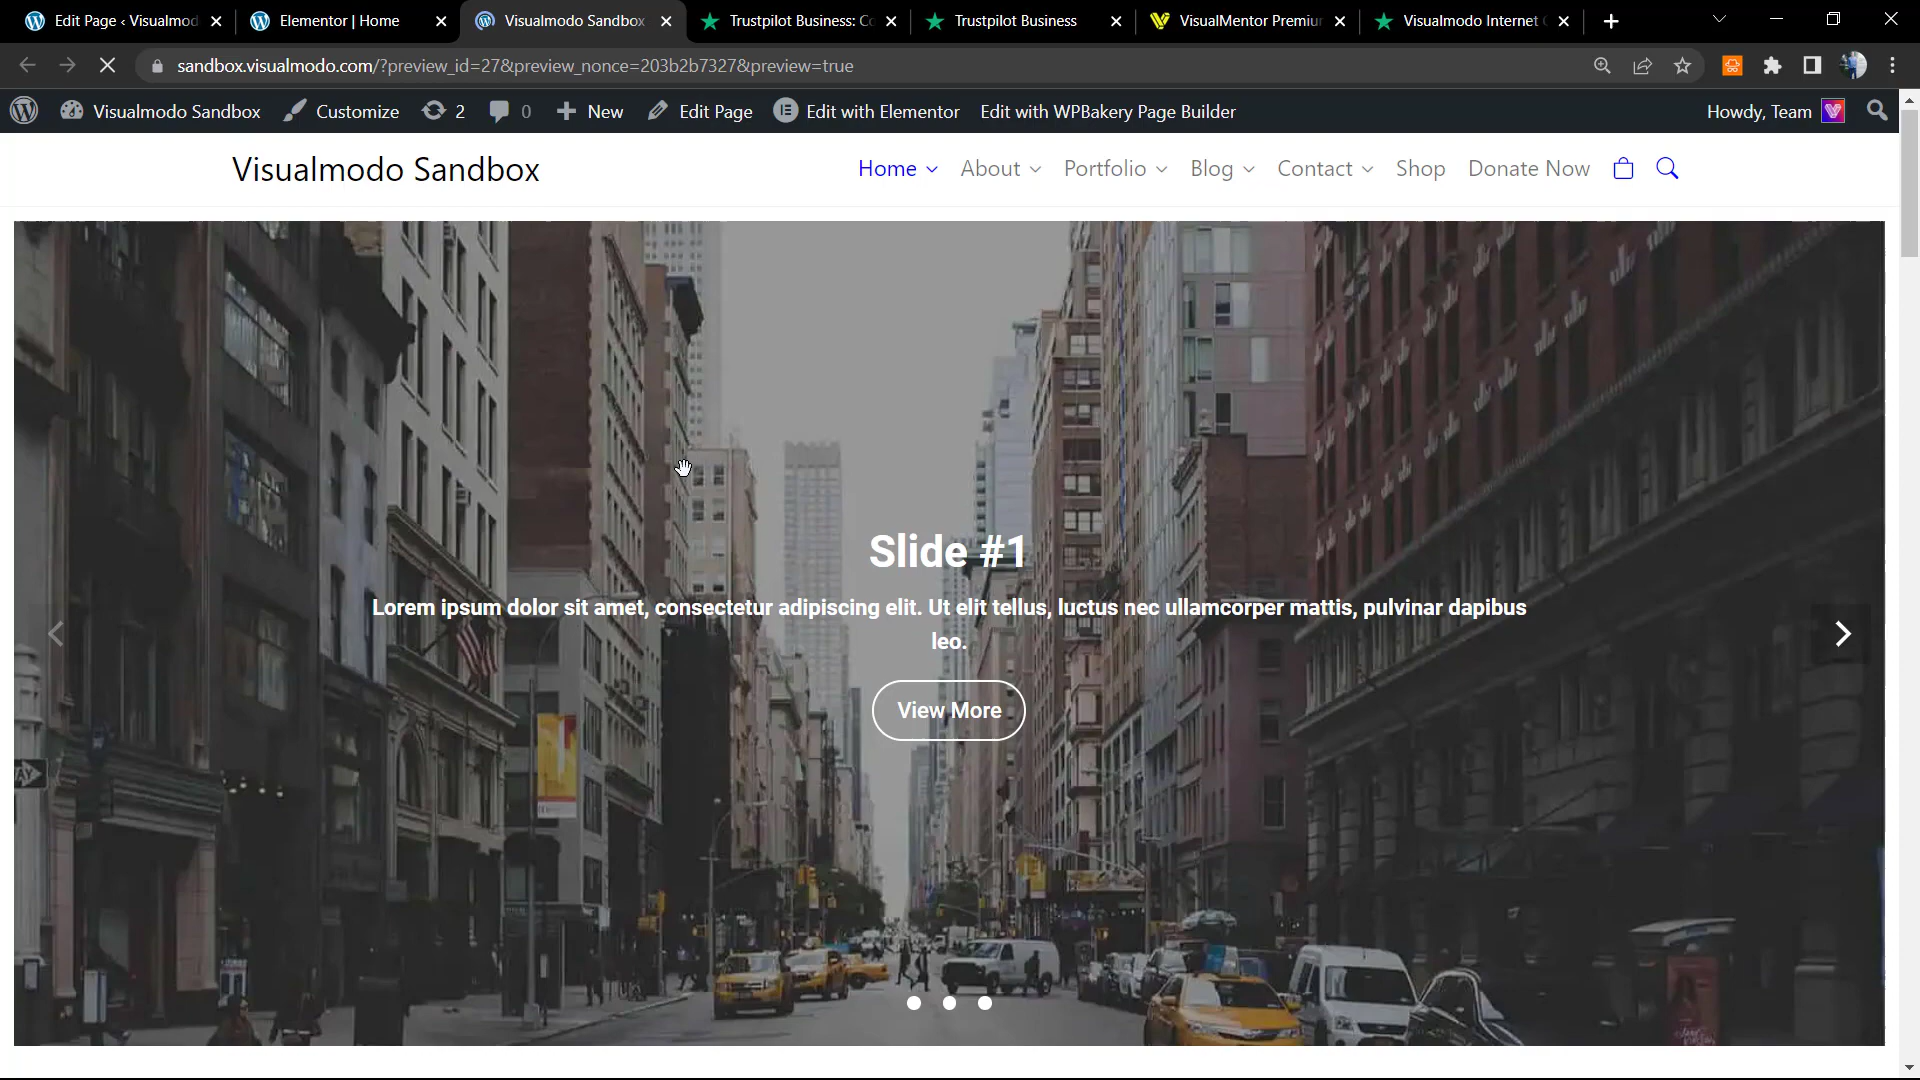 Edit Page ‹ Visualmod
Elementor | Home
Visualmodo Sandbox
Trustpilot Business: Co
Trustpilot Business
VisualMentor Premiu
Visualmodo Internet
sandbox.visualmodo.com/?preview_id=27&preview_nonce=203b2b7327&preview=true
Visualmodo Sandbox
Customize
2
0
New
Edit Page
Edit with Elementor
Edit with WPBakery Page Builder
Howdy, Team
Visualmodo Sandbox
Home
About
Portfolio
Blog
Contact
Shop
Donate Now
Slide #1
Lorem ipsum dolor sit amet, consectetur adipiscing elit. Ut elit tellus, luctus nec ullamcorper mattis, pulvinar dapibus
leo.
View More